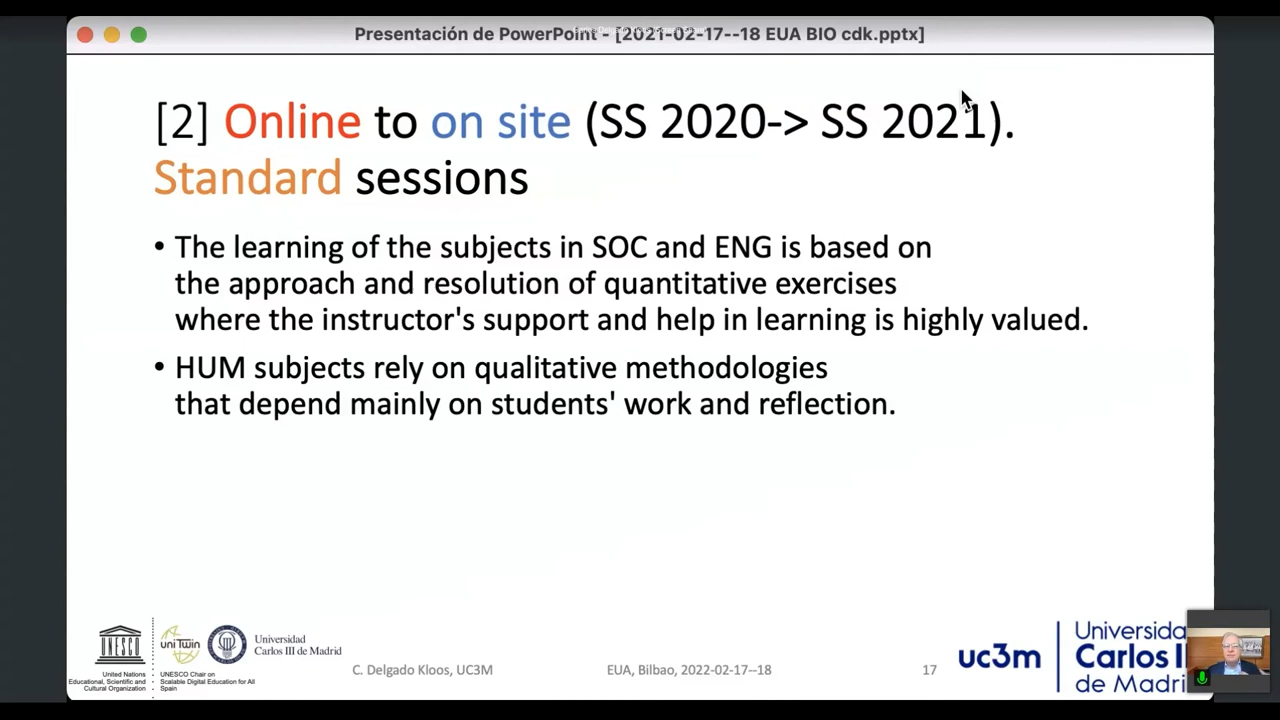 Presentación de PowerPoint - [2021-02-17--18 EUA BIO cdk.pptx]
[2] Online to on site (SS 2020-> SS 2021).
Standard sessions
• The learning of the subjects in SOC and ENG is based on
the approach and resolution of quantitative exercises
where the instructor's support and help in learning is highly valued.
• HUM subjects rely on qualitative methodologies
that depend mainly on students' work and reflection.
UNESCO
uniTwin
Universidad
Carlos III de Madrid
United Nations
Educational, Scientific and
Cultural Organization
UNESCO Chair on
Scalable Digital Education for All
Spain
C. Delgado Kloos, UC3M
EUA, Bilbao, 2022-02-17--18
17
uc3m
Universida
Carlos II
de Madri